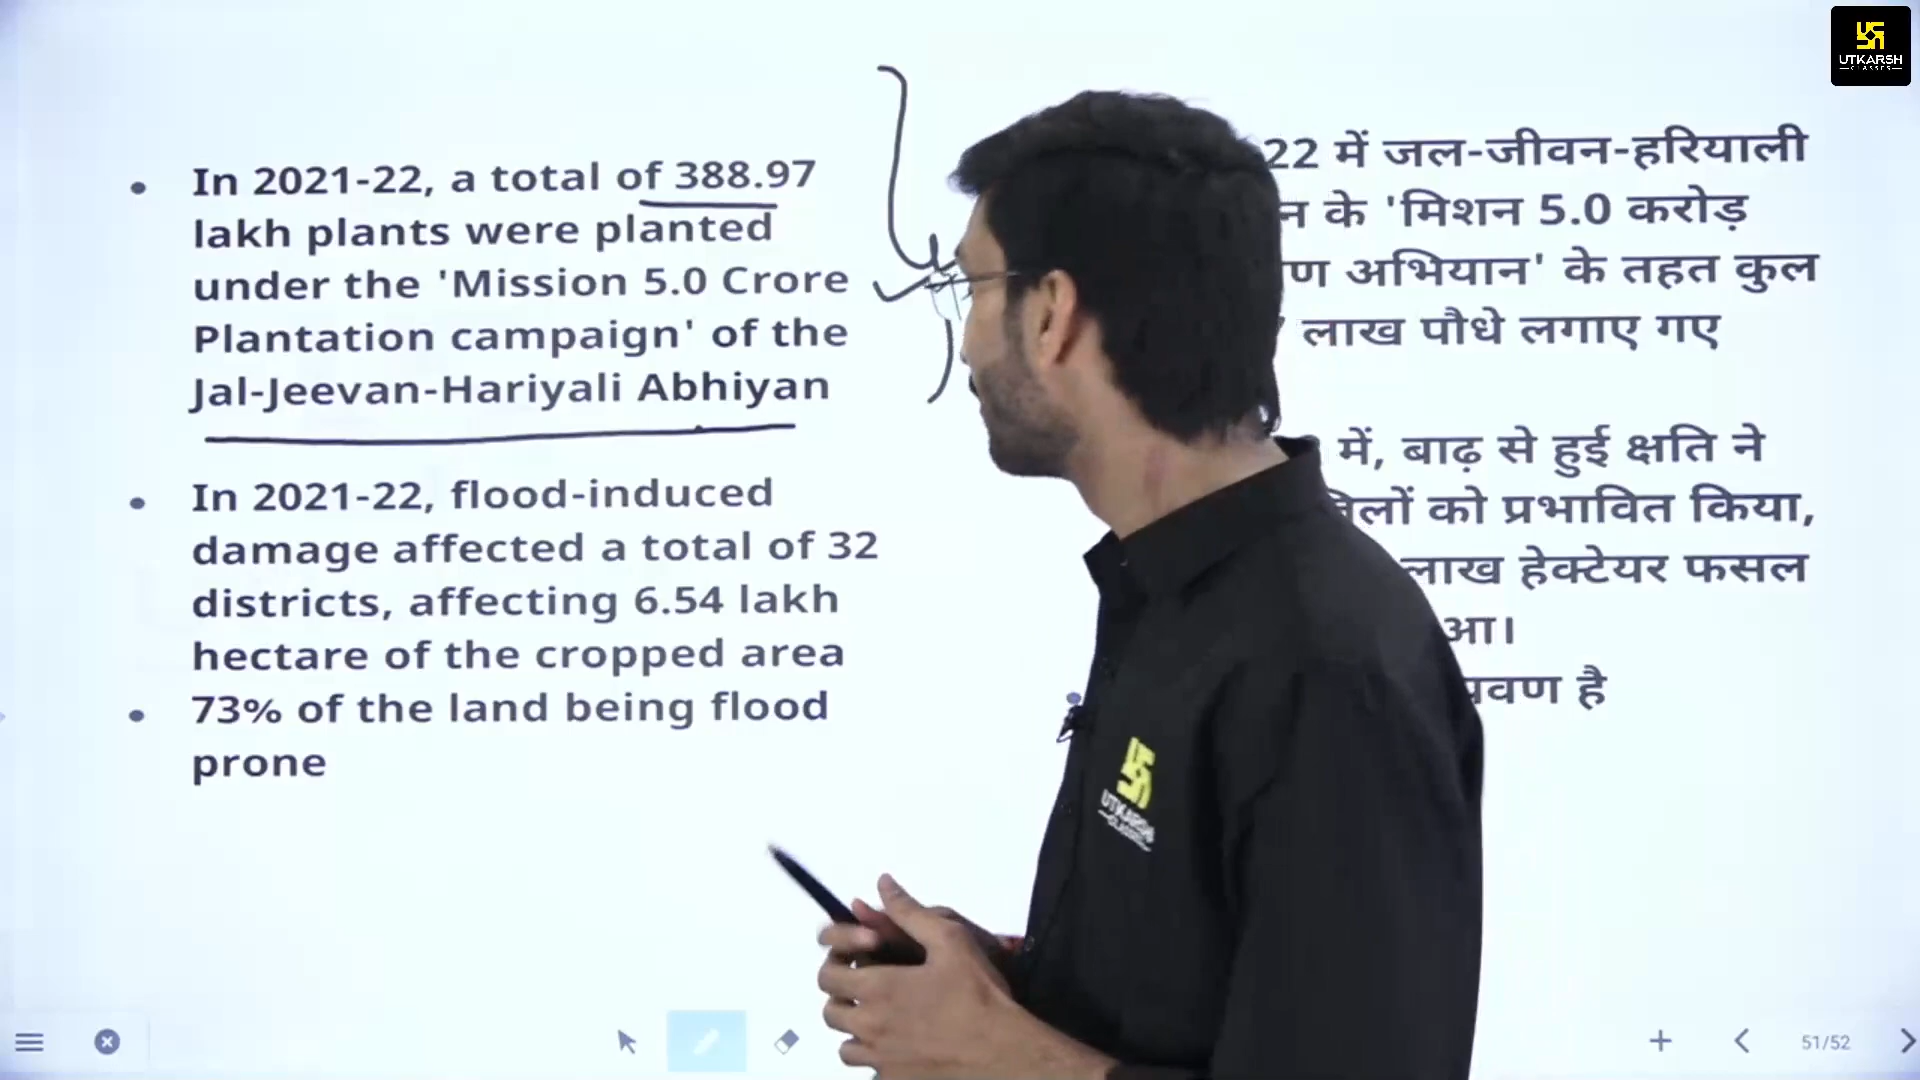 UTKARSH
CLASSES
In 2021-22, a total of 388.97
lakh plants were planted
under the 'Mission 5.0 Crore
Plantation campaign' of the
Jal-Jeevan-Hariyali Abhiyan
In 2021-22, flood-induced
damage affected a total of 32
districts, affecting 6.54 lakh
hectare of the cropped area
73% of the land being flood
prone
22 में जल-जीवन-हरियाली
के 'मिशन 5.0 करोड़
अभियान' के तहत कुल
लाख पौधे लगाए गए
में, बाढ़ से हुई क्षति ने
को प्रभावित किया,
लाख हेक्टेयर फसल
है
UTKARSH
CLASSES
51/52